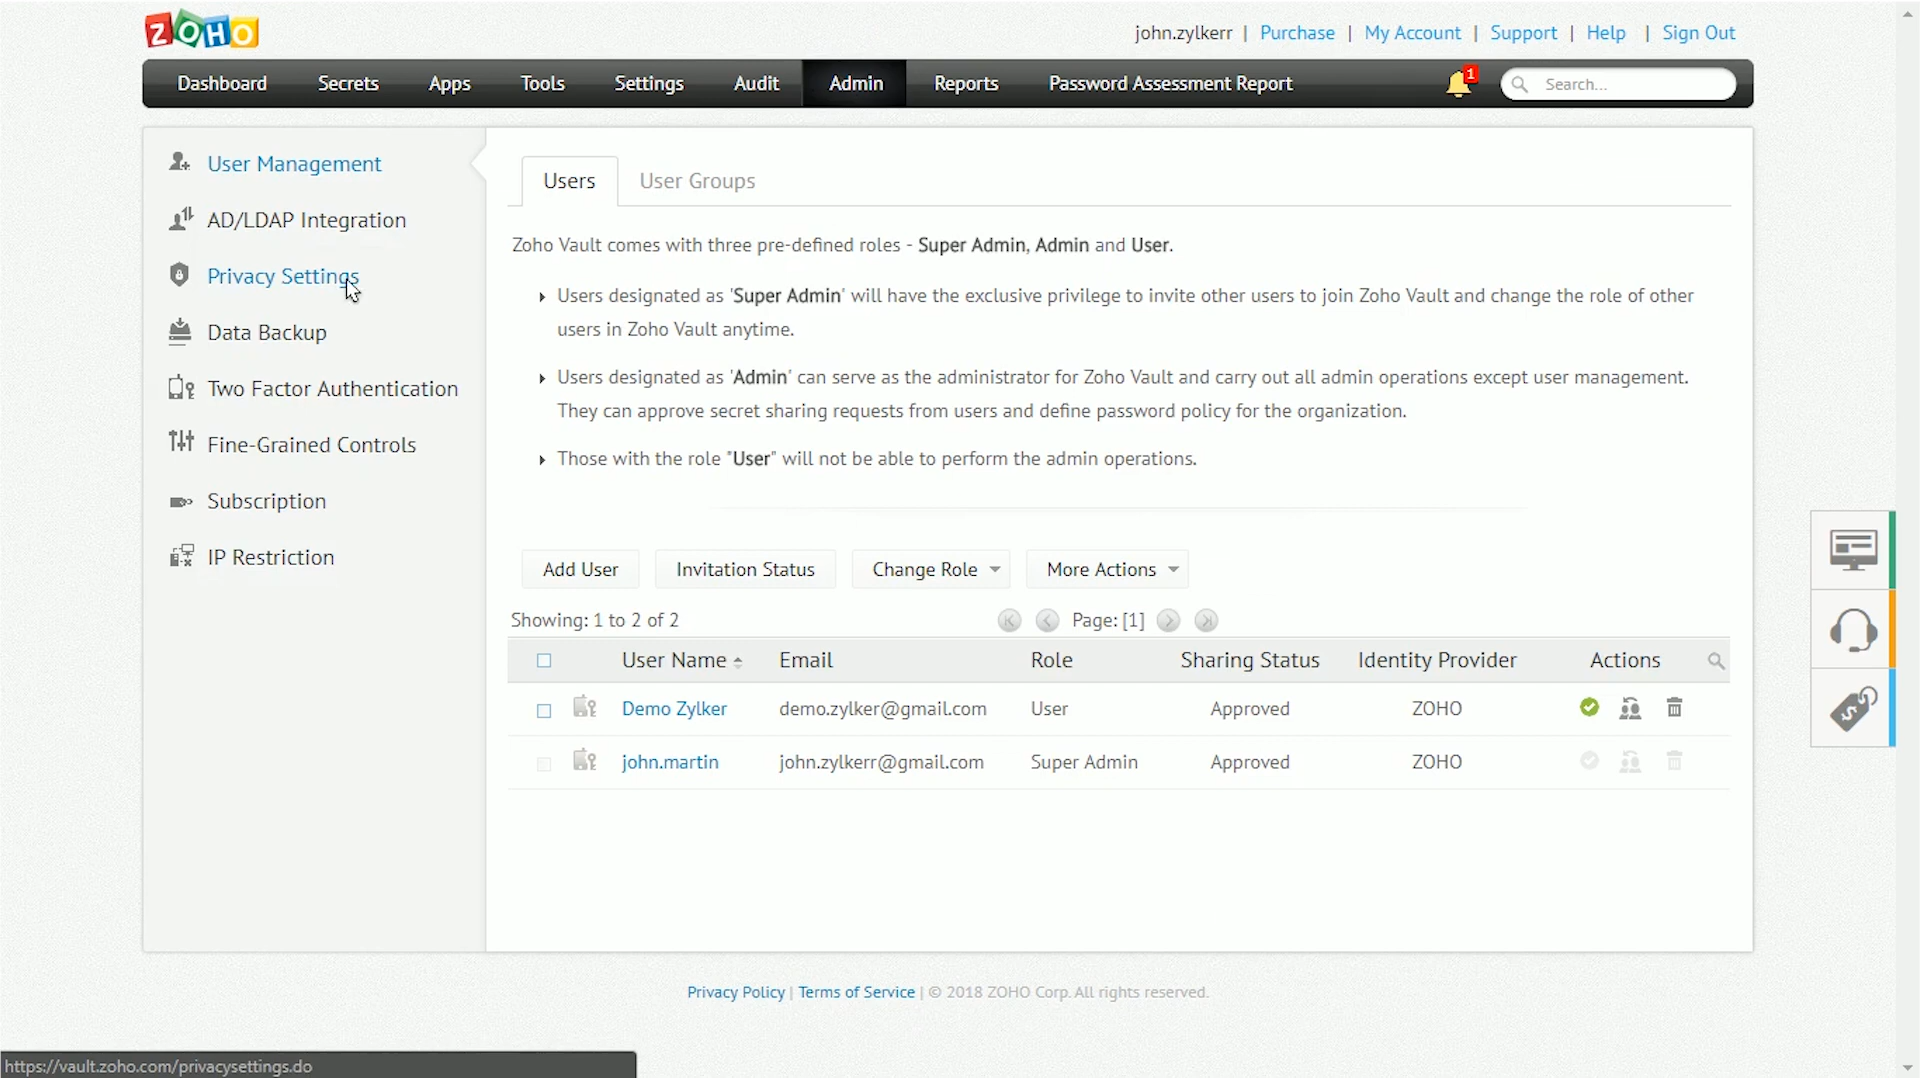 ZOHO
john.zylkerr | Purchase | My Account | Support | Help | Sign Out
Dashboard Secrets Apps Tools Settings Audit Admin Reports Password Assessment Report 1 Search...
User Management
AD/LDAP Integration
Privacy Settings
Data Backup
Two Factor Authentication
Fine-Grained Controls
Subscription
IP Restriction
Users User Groups
Zoho Vault comes with three pre-defined roles - Super Admin, Admin and User.
Users designated as 'Super Admin' will have the exclusive privilege to invite other users to join Zoho Vault and change the role of other
users in Zoho Vault anytime.
Users designated as 'Admin' can serve as the administrator for Zoho Vault and carry out all admin operations except user management.
They can approve secret sharing requests from users and define password policy for the organization.
Those with the role "User" will not be able to perform the admin operations.
Add User Invitation Status Change Role More Actions
Showing: 1 to 2 of 2 Page: [1]
User Name Email Role Sharing Status Identity Provider Actions
Demo Zylker demo.zylker@gmail.com User Approved ZOHO
john.martin john.zylkerr@gmail.com Super Admin Approved ZOHO
Privacy Policy | Terms of Service | © 2018 ZOHO Corp. All rights reserved.
https://vault.zoho.com/privacysettings.do